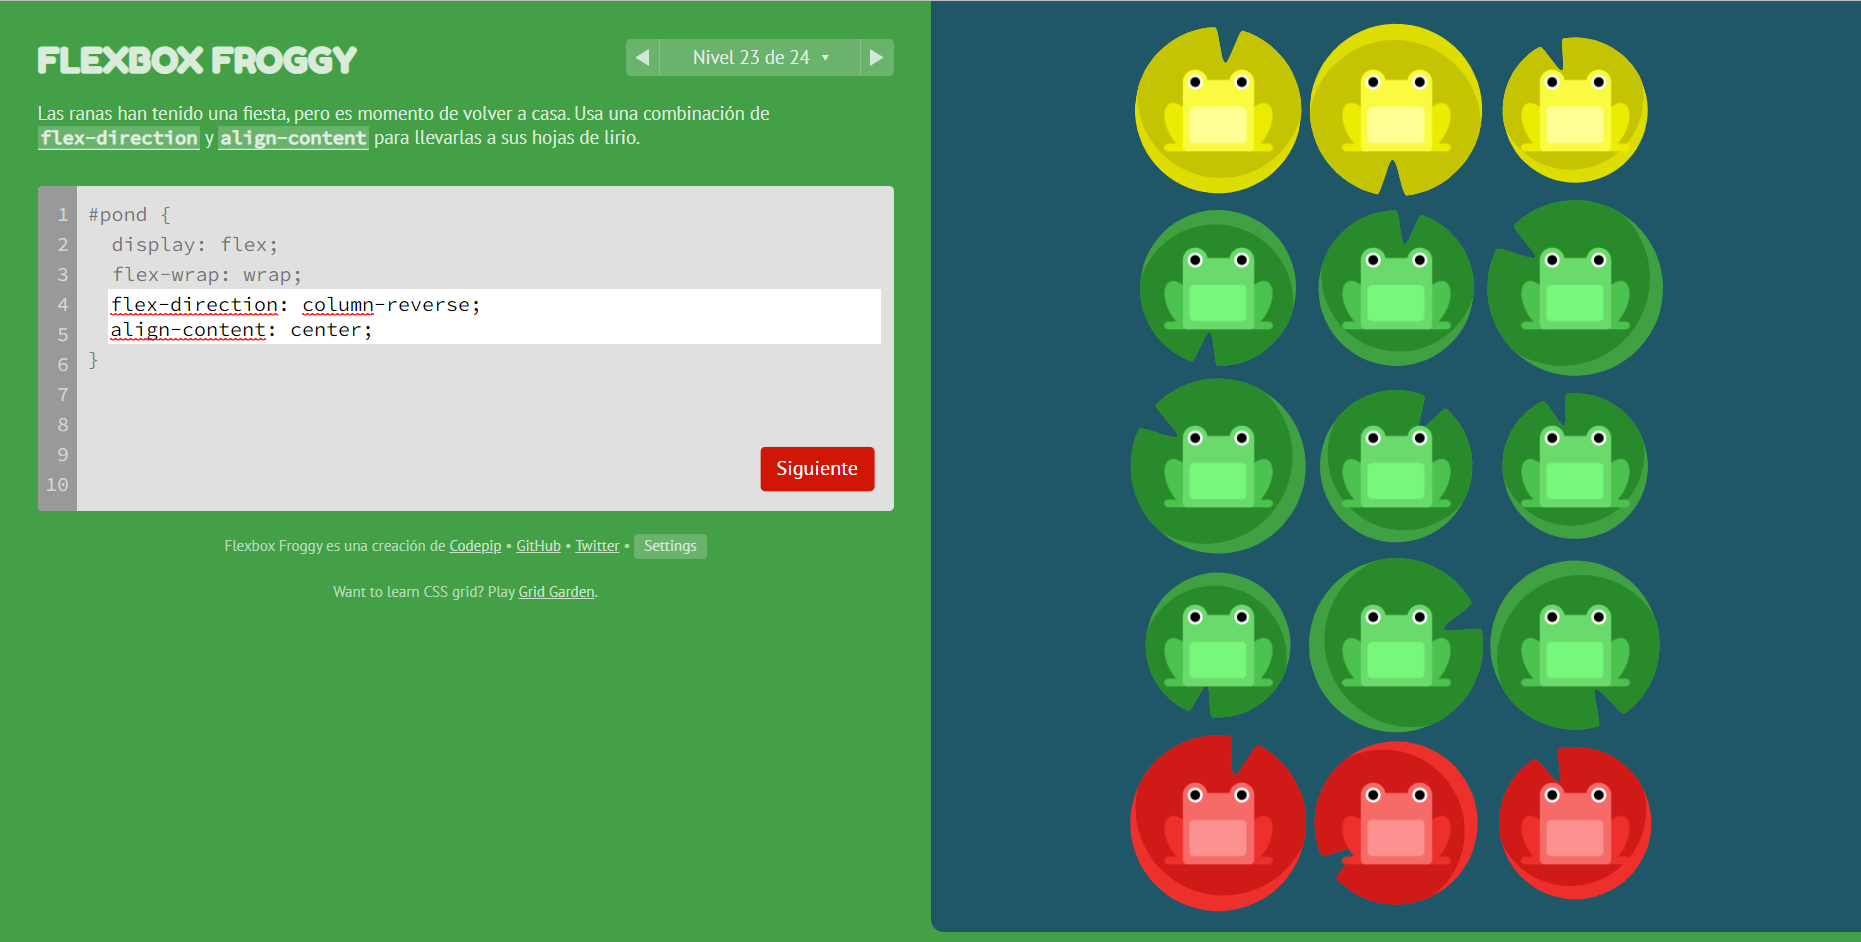 FLEXBOX FROGGY
◀ Nivel 23 de 24 ▾ ▶
Las ranas han tenido una fiesta, pero es momento de volver a casa. Usa una combinación de
flex-direction y align-content para llevarlas a sus hojas de lirio.
1 #pond {
2 display: flex;
3 flex-wrap: wrap;
4 flex-direction: column-reverse;
5 align-content: center;
6 }
7
8
9
10
Siguiente
Flexbox Froggy es una creación de Codepip • GitHub • Twitter • Settings
Want to learn CSS grid? Play Grid Garden.